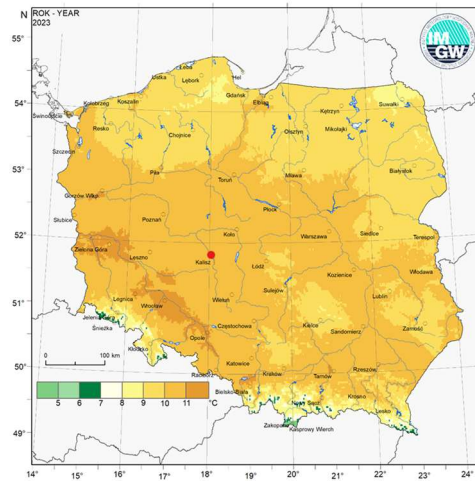 ROK - YEAR
2023
N
IM
GW
55°
54°
53°
52°
51°
50°
49°
Łeba
Ustka
Lębork
Hel
Gdańsk
Elbląg
Kołobrzeg
Koszalin
Świnoujście
Resko
Chojnice
Suwałki
Kętrzyn
Olsztyn
Mikołajki
Szczecin
Piła
Toruń
Mława
Białystok
Gorzów Wlkp
Słubice
Poznań
Koło
Płock
Warszawa
Siedlce
Terespol
Zielona Góra
Leszno
Kalisz
Łódź
Sulejów
Kozienice
Włodawa
Legnica
Wrocław
Wieluń
Lublin
Jelenia Góra
Śnieżka
Kłodzko
Opole
Częstochowa
Kielce
Sandomierz
Zamość
0
100 km
Racibórz
Katowice
Kraków
Tarnów
Rzeszów
Bielsko-Biała
Nowy Sącz
Krosno
Lesko
Zakopane
Kasprowy Wierch
5 6 7 8 9 10 11 °C
14° 15° 16° 17° 18° 19° 20° 21° 22° 23° 24°